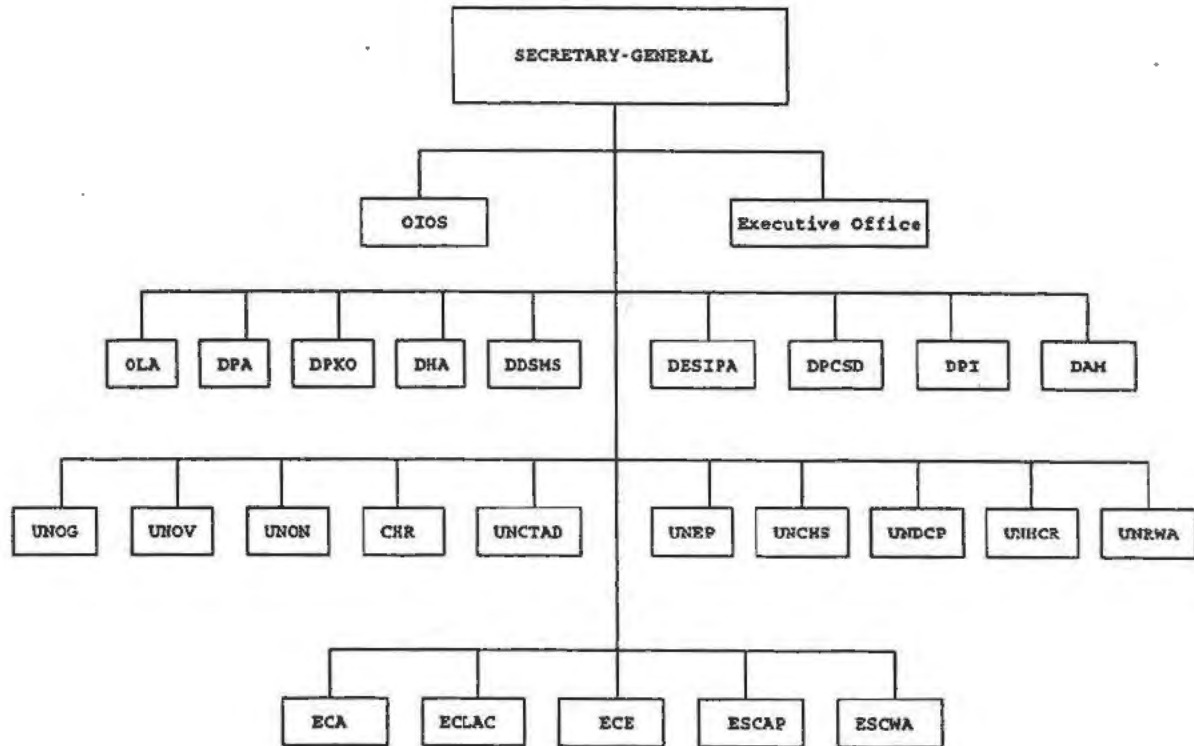 SECRETARY-GENERAL
OIOS
Executive Office
OLA
DPA
DPKO
DHA
DDSMS
DESIPA
DPCSD
DPI
DAM
UNOG
UNOV
UNON
CHR
UNCTAD
UNEP
UNCHS
UNDCP
UNHCR
UNRWA
ECA
ECLAC
ECE
ESCAP
ESCWA